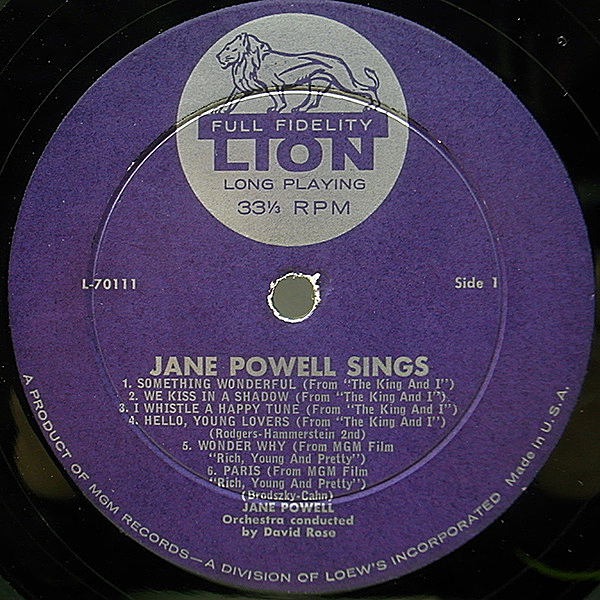 FULL FIDELITY
LION
LONG PLAYING
33⅓ RPM
L-70111
Side 1
JANE POWELL SINGS
1. SOMETHING WONDERFUL (From "The King And I")
2. WE KISS IN A SHADOW (From "The King And I")
3. I WHISTLE A HAPPY TUNE (From "The King And I")
4. HELLO, YOUNG LOVERS (From "The King And I")
(Rodgers-Hammerstein 2nd)
5. WONDER WHY (From MGM Film
"Rich, Young And Pretty")
6. PARIS (From MGM Film
"Rich, Young And Pretty")
(Brodszky-Cahn)
JANE POWELL
Orchestra conducted
by David Rose
A PRODUCT OF MGM RECORDS—A DIVISION OF LOEW'S INCORPORATED Made in U.S.A.